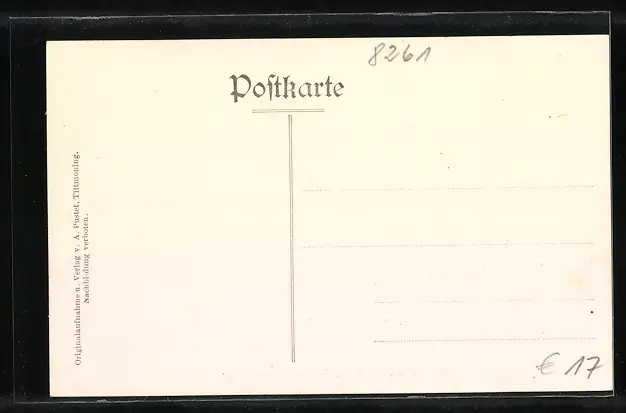 8261
Postkarte
Originalaufnahme u. Verlag v. A. Pustet, Tittmoning.
Nachbildung verboten.
€ 17